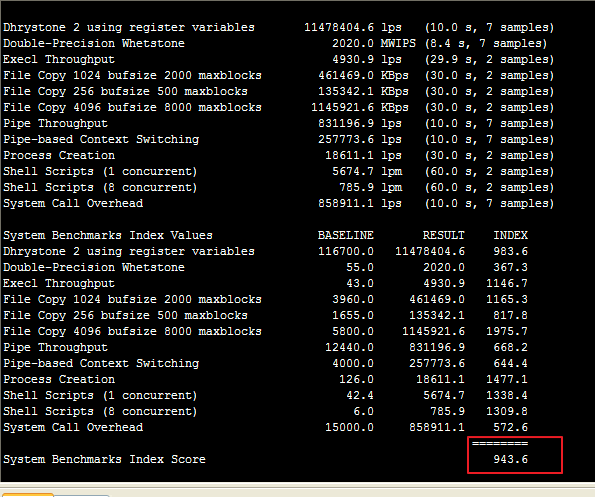 Dhrystone 2 using register variables 11478404.6 lps (10.0 s, 7 samples)
Double-Precision Whetstone 2020.0 MWIPS (8.4 s, 7 samples)
Execl Throughput 4930.9 lps (29.9 s, 2 samples)
File Copy 1024 bufsize 2000 maxblocks 461469.0 KBps (30.0 s, 2 samples)
File Copy 256 bufsize 500 maxblocks 135342.1 KBps (30.0 s, 2 samples)
File Copy 4096 bufsize 8000 maxblocks 1145921.6 KBps (30.0 s, 2 samples)
Pipe Throughput 831196.9 lps (10.0 s, 7 samples)
Pipe-based Context Switching 257773.6 lps (10.0 s, 7 samples)
Process Creation 18611.1 lps (30.0 s, 2 samples)
Shell Scripts (1 concurrent) 5674.7 lpm (60.0 s, 2 samples)
Shell Scripts (8 concurrent) 785.9 lpm (60.0 s, 2 samples)
System Call Overhead 858911.1 lps (10.0 s, 7 samples)
System Benchmarks Index Values BASELINE RESULT INDEX
Dhrystone 2 using register variables 116700.0 11478404.6 983.6
Double-Precision Whetstone 55.0 2020.0 367.3
Execl Throughput 43.0 4930.9 1146.7
File Copy 1024 bufsize 2000 maxblocks 3960.0 461469.0 1165.3
File Copy 256 bufsize 500 maxblocks 1655.0 135342.1 817.8
File Copy 4096 bufsize 8000 maxblocks 5800.0 1145921.6 1975.7
Pipe Throughput 12440.0 831196.9 668.2
Pipe-based Context Switching 4000.0 257773.6 644.4
Process Creation 126.0 18611.1 1477.1
Shell Scripts (1 concurrent) 42.4 5674.7 1338.4
Shell Scripts (8 concurrent) 6.0 785.9 1309.8
System Call Overhead 15000.0 858911.1 572.6
========
System Benchmarks Index Score 943.6